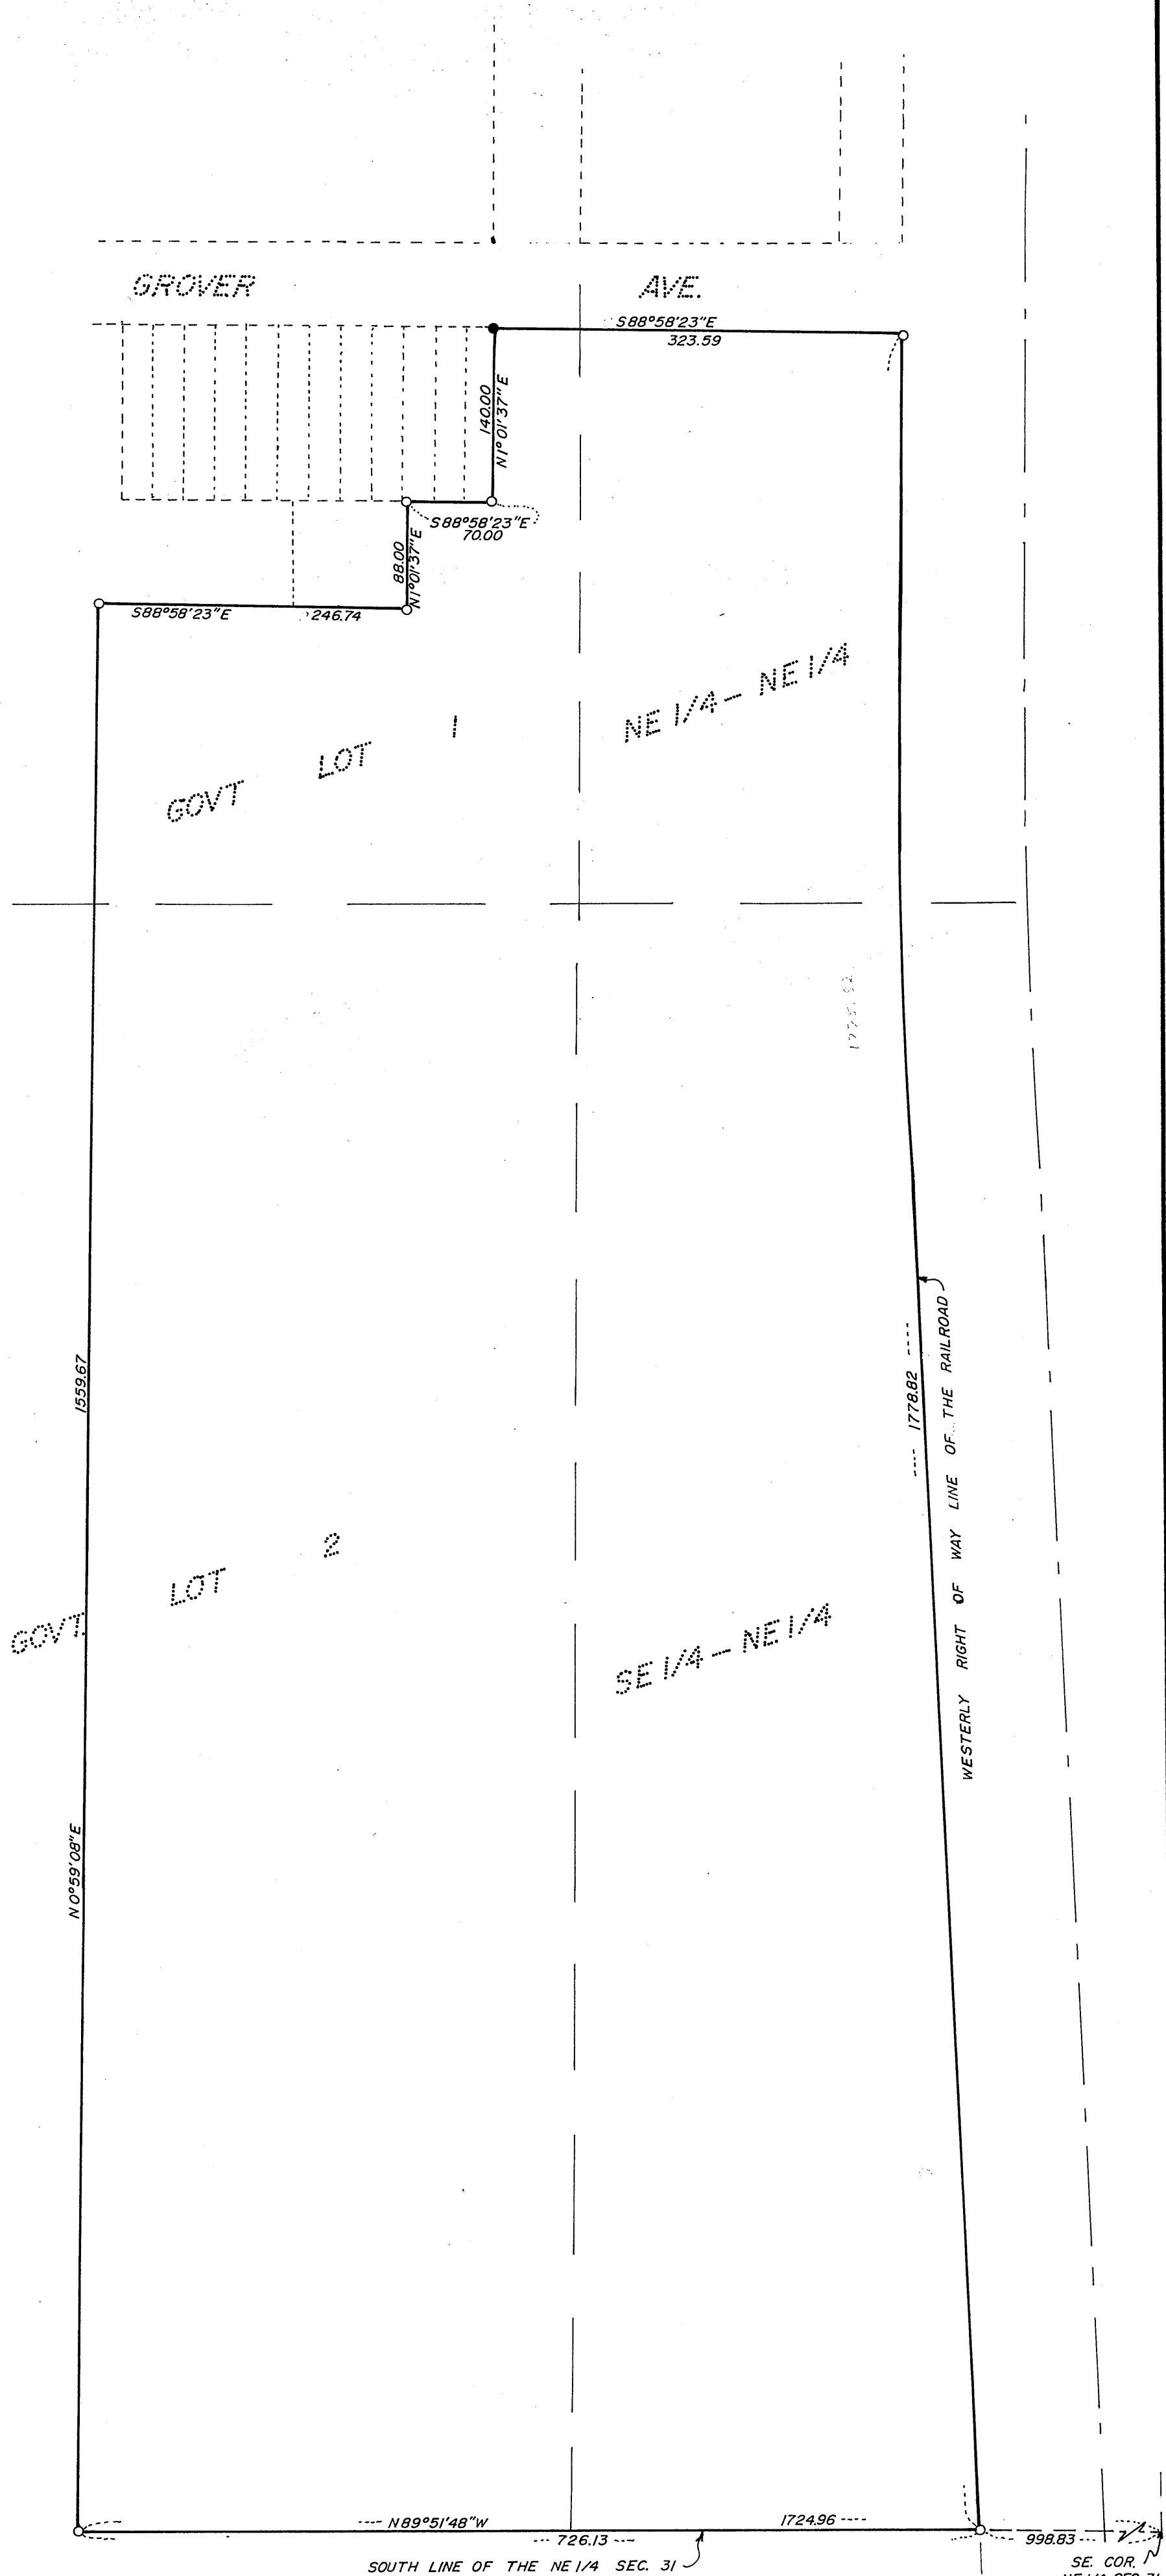 GROVER AVE.
S88°58'23"E
323.59
140.00
N1°01'37"E
S88°58'23"E
70.00
88.00
N1°01'37"E
S88°58'23"E 246.74
NE 1/4 — NE 1/4
GOVT LOT 1
1778.82
WESTERLY RIGHT OF WAY LINE OF THE RAILROAD
1559.67
GOVT. LOT 2
SE 1/4 — NE 1/4
N0°59'08"E
N89°51'48"W 1724.96
726.13
998.83
SOUTH LINE OF THE NE 1/4 SEC. 31
SE. COR.